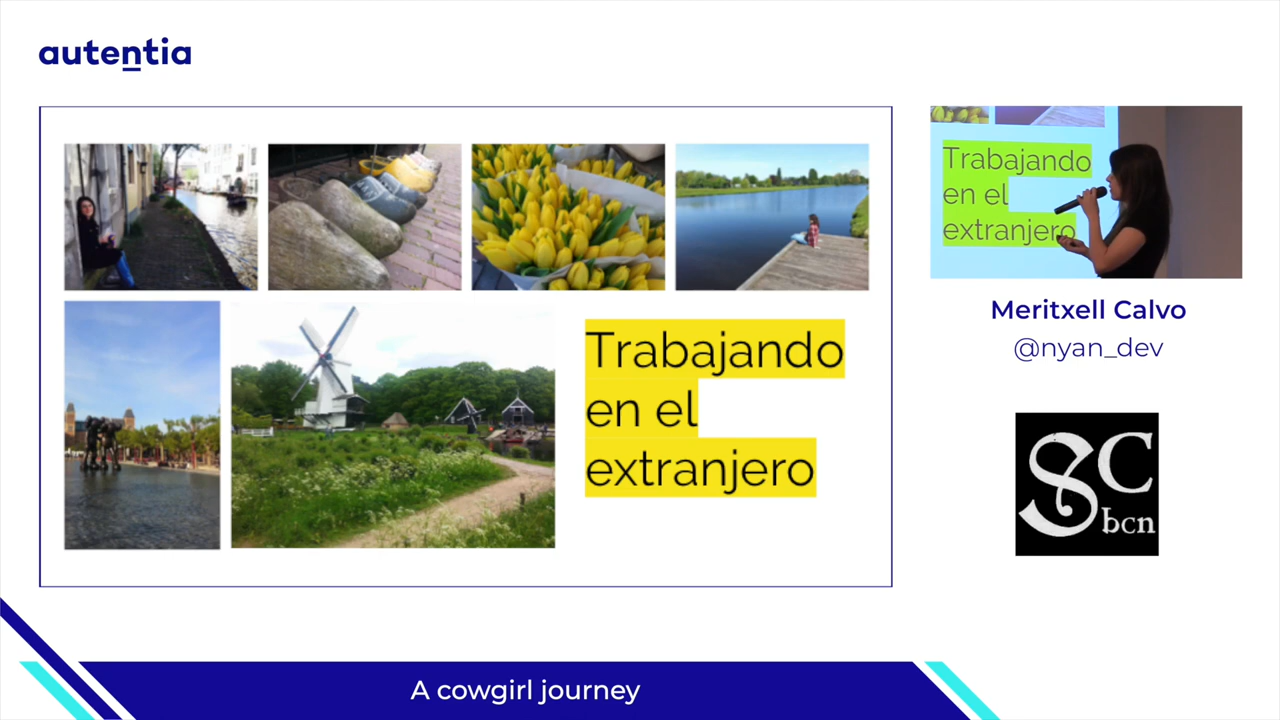 autentia
Trabajando
en el
extranjero
Trabajando
en el
extranjero
Meritxell Calvo
@nyan_dev
SC
bcn
A cowgirl journey